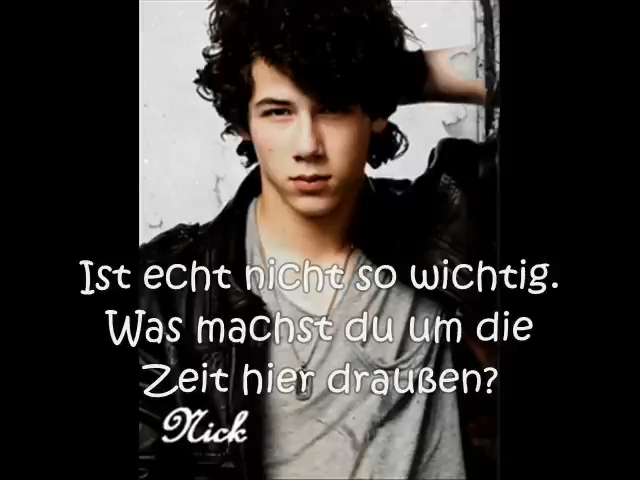 Ist echt nicht so wichtig.
Was machst du um die
Zeit hier draußen?
Nick